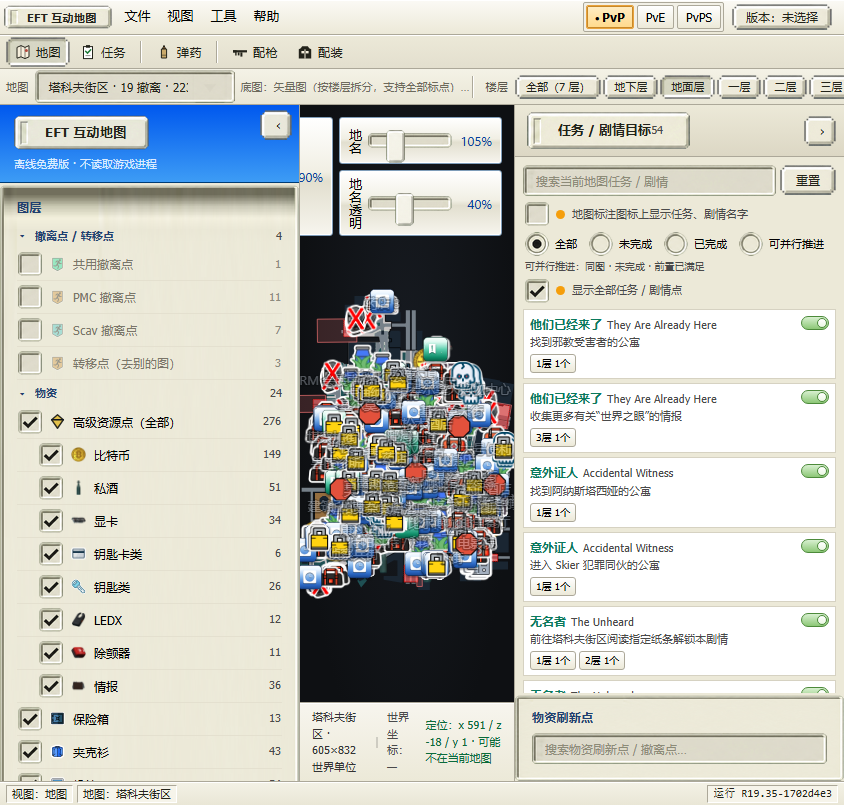 EFT 互动地图 文件 视图 工具 帮助 • PvP PvE PvPS 版本：未选择
地图 任务 弹药 配枪 配装
地图 塔科夫街区 · 19 撤离 · 22 底图：矢量图（按楼层拆分，支持全部标点）... 楼层 全部（7 层） 地下层 地面层 一层 二层 三层
EFT 互动地图
离线免费版 · 不读取游戏进程
图层
撤离点 / 转移点 4
共用撤离点 1
PMC 撤离点 11
Scav 撤离点 7
转移点（去别的图） 3
物资 24
高级资源点（全部） 276
比特币 149
私酒 51
显卡 34
钥匙卡类 6
钥匙类 26
LEDX 12
除颤器 11
情报 36
保险箱 13
夹克衫 43
90%
地名 105%
地名透明 40%
塔科夫街区 · 605×832 世界单位
世界坐标： —
定位：x 591 / z -18 / y 1 · 可能不在当前地图
任务 / 剧情目标54
搜索当前地图任务 / 剧情 重置
地图标注图标上显示任务、剧情名字
全部 未完成 已完成 可并行推进
可并行推进：同图 · 未完成 · 前置已满足
显示全部任务 / 剧情点
他们已经来了 They Are Already Here
找到邪教受害者的公寓
1层 1个
他们已经来了 They Are Already Here
收集更多有关“世界之眼”的情报
3层 1个
意外证人 Accidental Witness
找到阿纳斯塔西娅的公寓
1层 1个
意外证人 Accidental Witness
进入 Skier 犯罪同伙的公寓
1层 1个
无名者 The Unheard
前往塔科夫街区阅读指定纸条解锁本剧情
1层 1个 2层 1个
物资刷新点
搜索物资刷新点 / 撤离点...
视图：地图 地图：塔科夫街区 运行 R19.35-1702d4e3